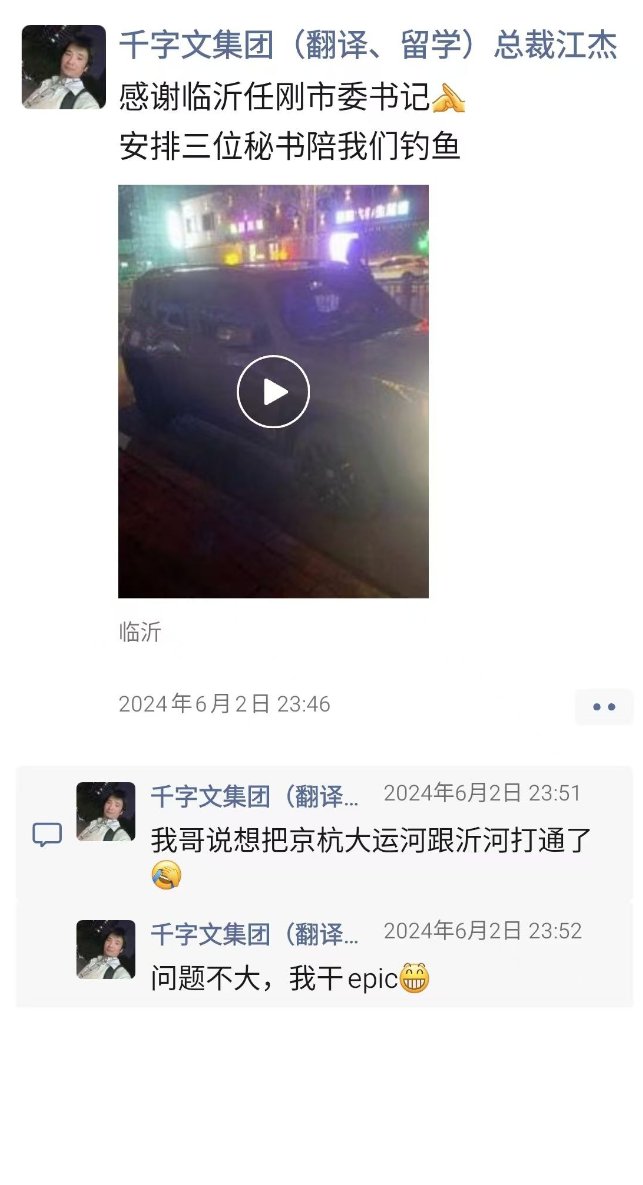 千字文集团（翻译、留学）总裁江杰
感谢临沂任刚市委书记🙏
安排三位秘书陪我们钓鱼
临沂
2024年6月2日 23:46
千字文集团（翻译... 2024年6月2日 23:51
我哥说想把京杭大运河跟沂河打通了
🤣
千字文集团（翻译... 2024年6月2日 23:52
问题不大，我干epic😁